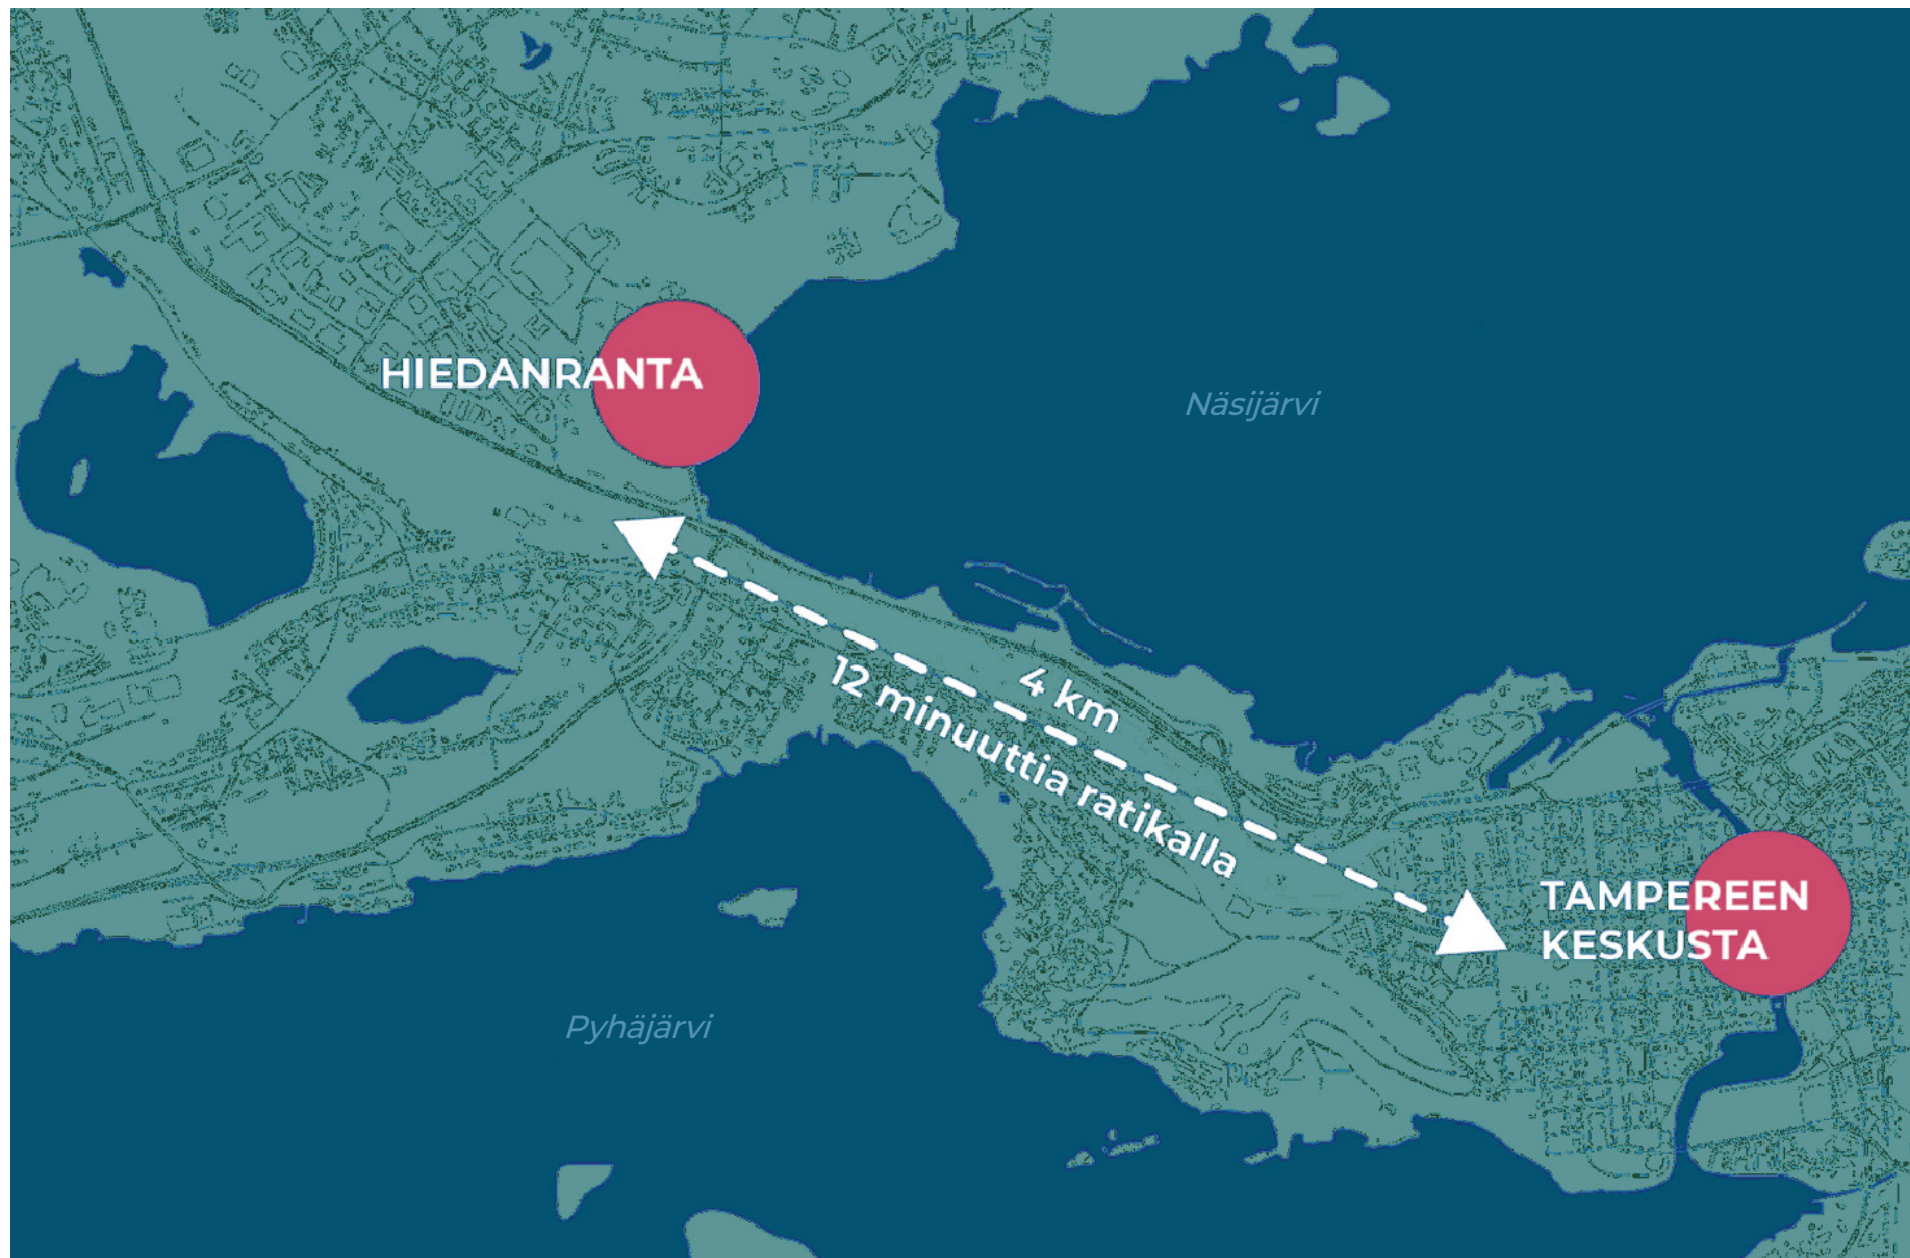 HIEDANRANTA
Näsijärvi
4 km
12 minuuttia ratikalla
TAMPEREEN
KESKUSTA
Pyhäjärvi